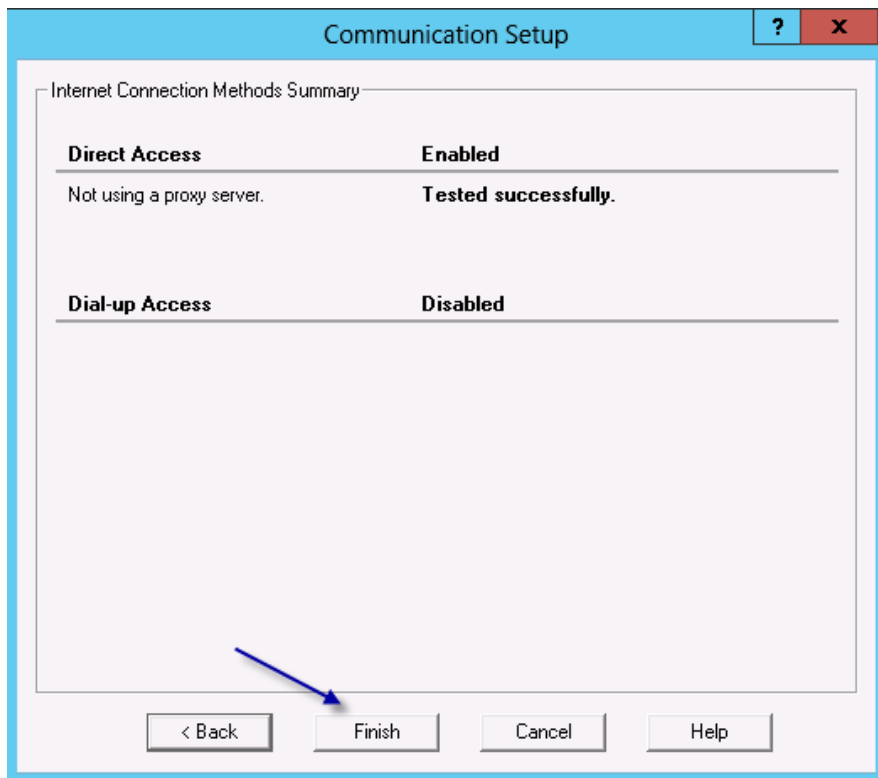 Communication Setup
? x
Internet Connection Methods Summary
Direct Access Enabled
Not using a proxy server. Tested successfully.
Dial-up Access Disabled
< Back Finish Cancel Help